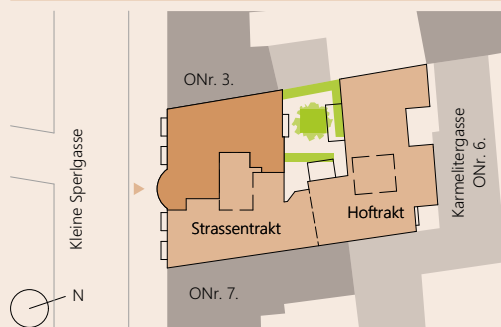 ONr. 3.
Kleine Sperlgasse
Karmelitergasse
ONr. 6.
Strassentrakt
Hoftrakt
N
ONr. 7.